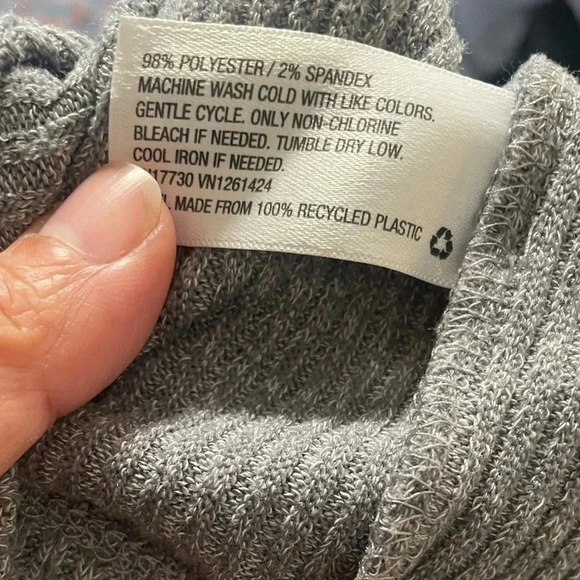 98% POLYESTER / 2% SPANDEX
MACHINE WASH COLD WITH LIKE COLORS.
GENTLE CYCLE. ONLY NON-CHLORINE
BLEACH IF NEEDED. TUMBLE DRY LOW.
COOL IRON IF NEEDED.
17730 VN1261424
MADE FROM 100% RECYCLED PLASTIC